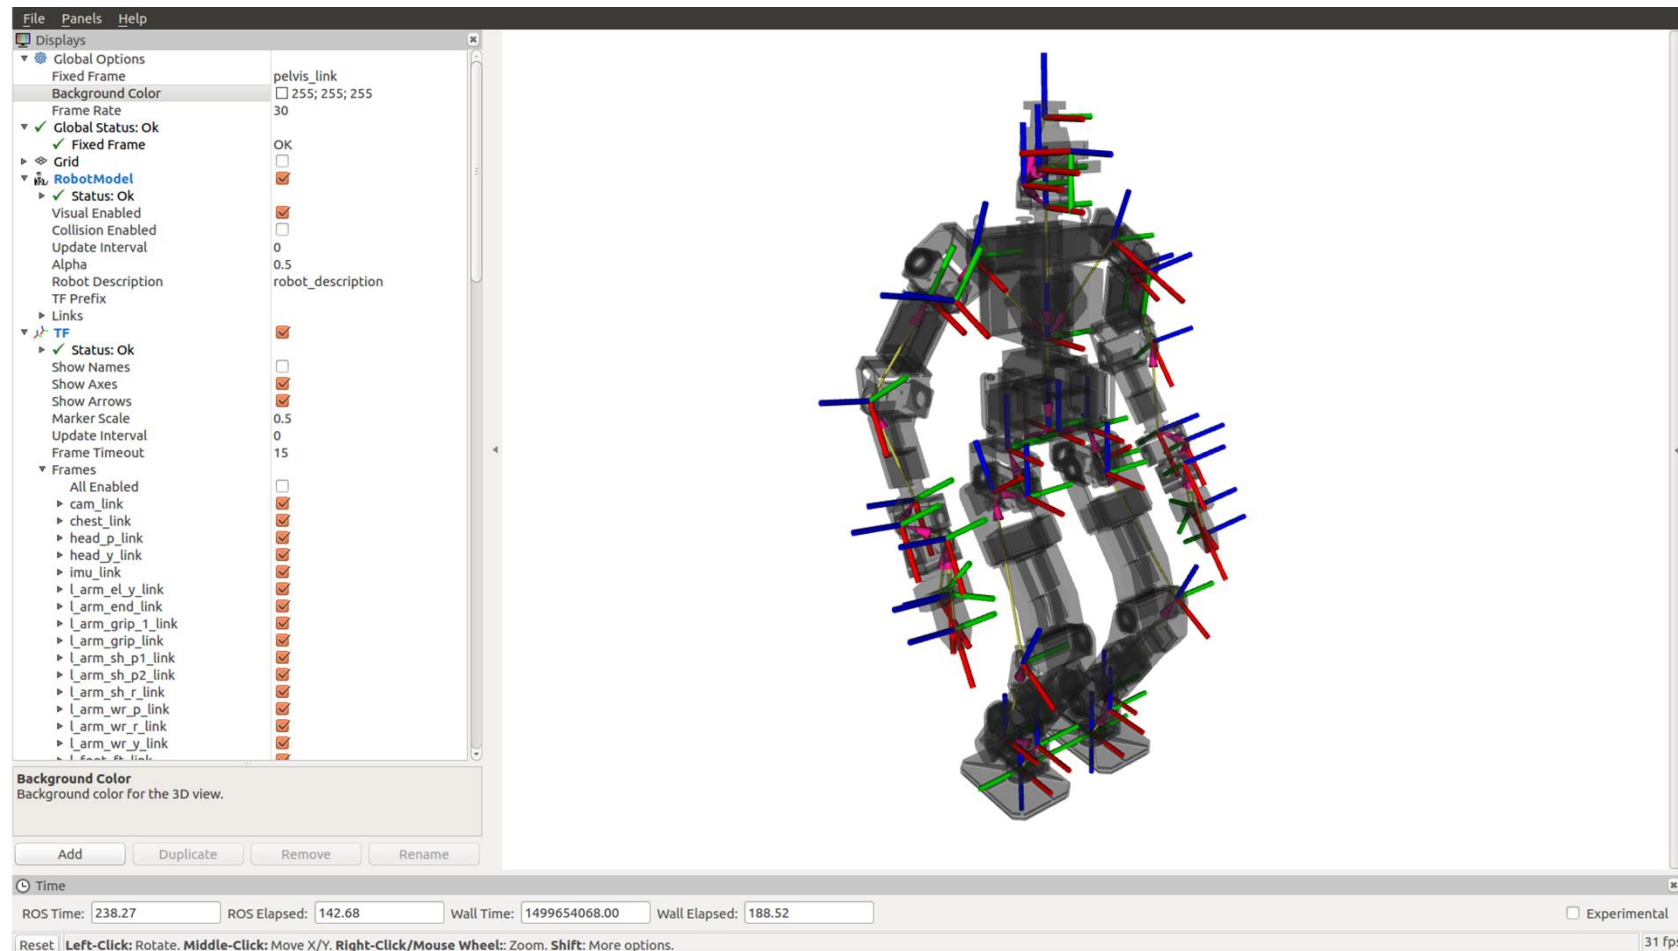 File Panels Help
Displays
Global Options
Fixed Frame pelvis_link
Background Color 255; 255; 255
Frame Rate 30
Global Status: Ok
Fixed Frame OK
Grid
RobotModel
Status: Ok
Visual Enabled
Collision Enabled
Update Interval 0
Alpha 0.5
Robot Description robot_description
TF Prefix
Links
TF
Status: Ok
Show Names
Show Axes
Show Arrows
Marker Scale 0.5
Update Interval 0
Frame Timeout 15
Frames
All Enabled
cam_link
chest_link
head_p_link
head_y_link
imu_link
l_arm_el_y_link
l_arm_end_link
l_arm_grip_1_link
l_arm_grip_link
l_arm_sh_p1_link
l_arm_sh_p2_link
l_arm_sh_r_link
l_arm_wr_p_link
l_arm_wr_r_link
l_arm_wr_y_link
l_foot_ft_link
Background Color
Background color for the 3D view.
Add Duplicate Remove Rename
Time
ROS Time: 238.27 ROS Elapsed: 142.68 Wall Time: 1499654068.00 Wall Elapsed: 188.52 Experimental
Reset Left-Click: Rotate. Middle-Click: Move X/Y. Right-Click/Mouse Wheel:: Zoom. Shift: More options. 31 fps